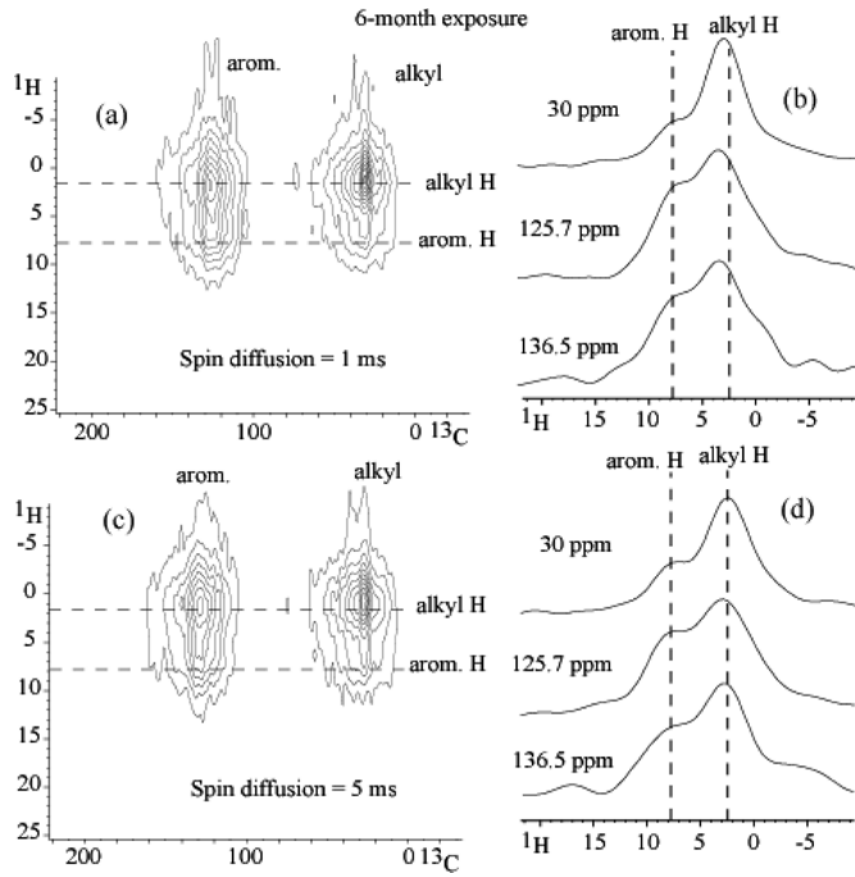 6-month exposure
(a)
arom.
alkyl
1H
-5
0
5
10
15
20
25
alkyl H
arom. H
Spin diffusion = 1 ms
200
100
0 13C
(b)
arom. H
alkyl H
30 ppm
125.7 ppm
136.5 ppm
1H 15 10 5 0 -5
(c)
arom.
alkyl
1H
-5
0
5
10
15
20
25
alkyl H
arom. H
Spin diffusion = 5 ms
200
100
0 13C
(d)
arom. H
alkyl H
30 ppm
125.7 ppm
136.5 ppm
1H 15 10 5 0 -5